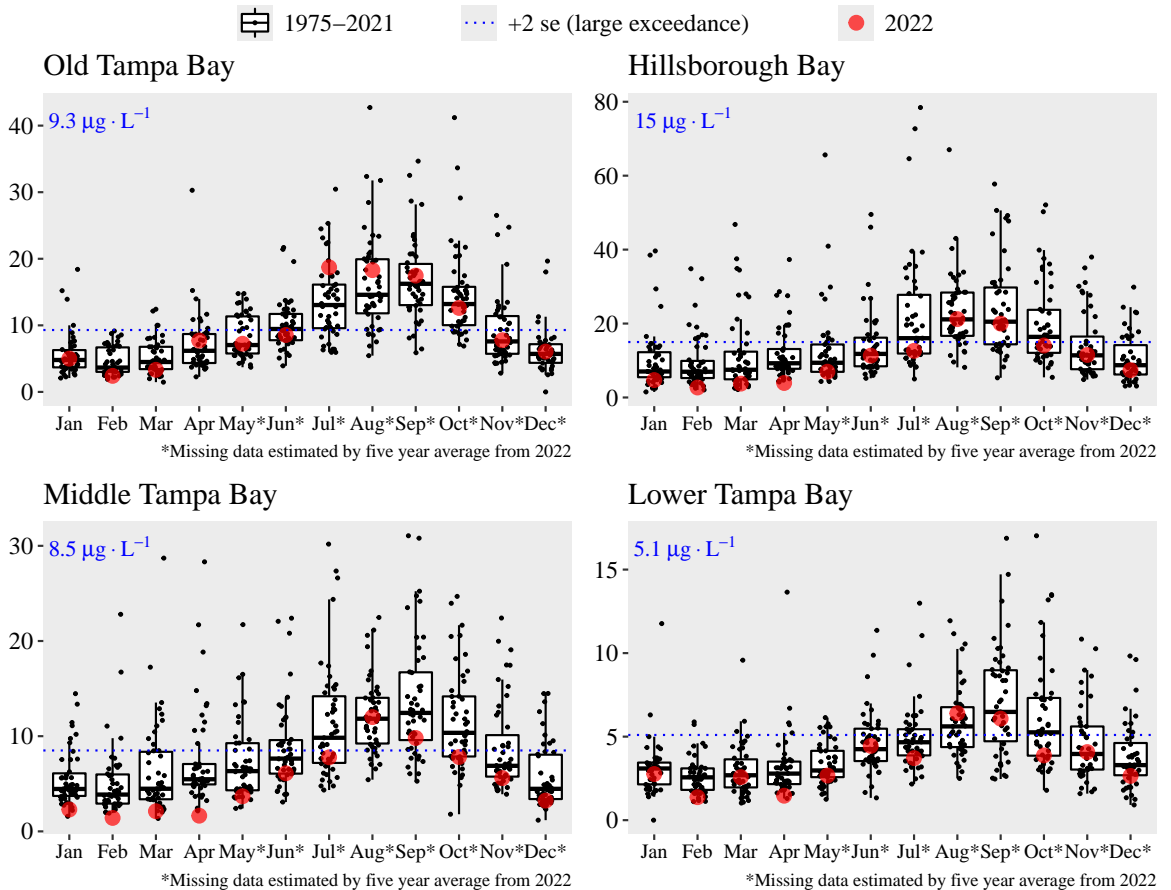 1975–2021 +2 se (large exceedance) 2022
Old Tampa Bay
9.3 μg · L⁻¹
40
30
20
10
0
Jan Feb Mar Apr May* Jun* Jul* Aug* Sep* Oct* Nov* Dec*
*Missing data estimated by five year average from 2022
Hillsborough Bay
15 μg · L⁻¹
80
60
40
20
0
Jan Feb Mar Apr May* Jun* Jul* Aug* Sep* Oct* Nov* Dec*
*Missing data estimated by five year average from 2022
Middle Tampa Bay
8.5 μg · L⁻¹
30
20
10
0
Jan Feb Mar Apr May* Jun* Jul* Aug* Sep* Oct* Nov* Dec*
*Missing data estimated by five year average from 2022
Lower Tampa Bay
5.1 μg · L⁻¹
15
10
5
0
Jan Feb Mar Apr May* Jun* Jul* Aug* Sep* Oct* Nov* Dec*
*Missing data estimated by five year average from 2022